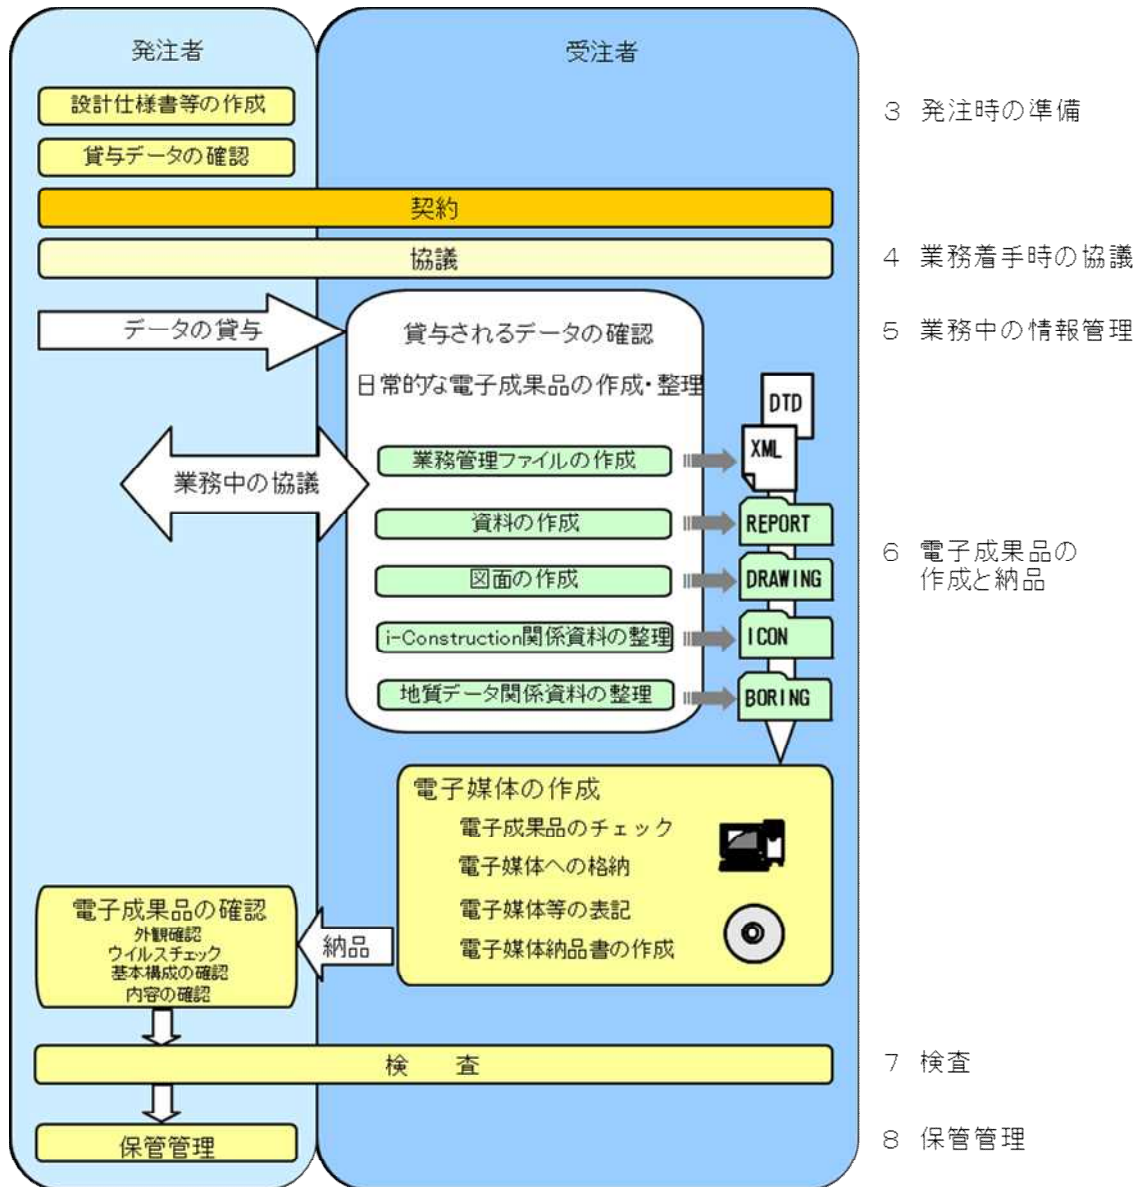 発注者
受注者
設計仕様書等の作成
3 発注時の準備
貸与データの確認
契約
協議
4 業務着手時の協議
データの貸与
貸与されるデータの確認
5 業務中の情報管理
日常的な電子成果品の作成・整理
DTD
XML
業務管理ファイルの作成
業務中の協議
資料の作成
REPORT
6 電子成果品の
作成と納品
図面の作成
DRAWING
i-Construction関係資料の整理
ICON
地質データ関係資料の整理
BORING
電子媒体の作成
電子成果品のチェック
電子媒体への格納
電子媒体等の表記
電子媒体納品書の作成
納品
電子成果品の確認
外観確認
ウイルスチェック
基本構成の確認
内容の確認
検 査
7 検査
保管管理
8 保管管理